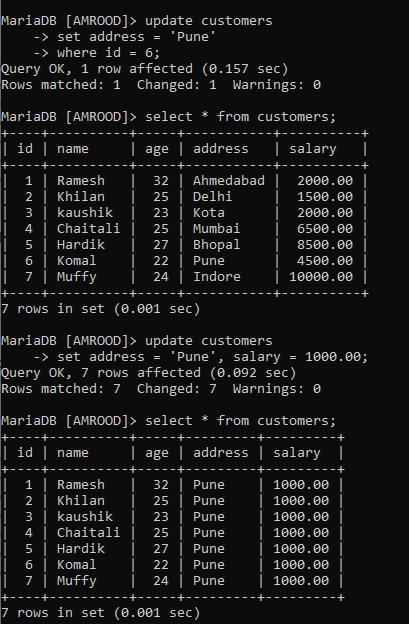 MariaDB [AMROOD]> update customers
    -> set address = 'Pune'
    -> where id = 6;
Query OK, 1 row affected (0.157 sec)
Rows matched: 1  Changed: 1  Warnings: 0

MariaDB [AMROOD]> select * from customers;
+----+----------+-----+-----------+----------+
| id | name     | age | address   | salary   |
+----+----------+-----+-----------+----------+
|  1 | Ramesh   |  32 | Ahmedabad |  2000.00 |
|  2 | Khilan   |  25 | Delhi     |  1500.00 |
|  3 | kaushik  |  23 | Kota      |  2000.00 |
|  4 | Chaitali |  25 | Mumbai    |  6500.00 |
|  5 | Hardik   |  27 | Bhopal    |  8500.00 |
|  6 | Komal    |  22 | Pune      |  4500.00 |
|  7 | Muffy    |  24 | Indore    | 10000.00 |
+----+----------+-----+-----------+----------+
7 rows in set (0.001 sec)

MariaDB [AMROOD]> update customers
    -> set address = 'Pune', salary = 1000.00;
Query OK, 7 rows affected (0.092 sec)
Rows matched: 7  Changed: 7  Warnings: 0

MariaDB [AMROOD]> select * from customers;
+----+----------+-----+---------+---------+
| id | name     | age | address | salary  |
+----+----------+-----+---------+---------+
|  1 | Ramesh   |  32 | Pune    | 1000.00 |
|  2 | Khilan   |  25 | Pune    | 1000.00 |
|  3 | kaushik  |  23 | Pune    | 1000.00 |
|  4 | Chaitali |  25 | Pune    | 1000.00 |
|  5 | Hardik   |  27 | Pune    | 1000.00 |
|  6 | Komal    |  22 | Pune    | 1000.00 |
|  7 | Muffy    |  24 | Pune    | 1000.00 |
+----+----------+-----+---------+---------+
7 rows in set (0.001 sec)